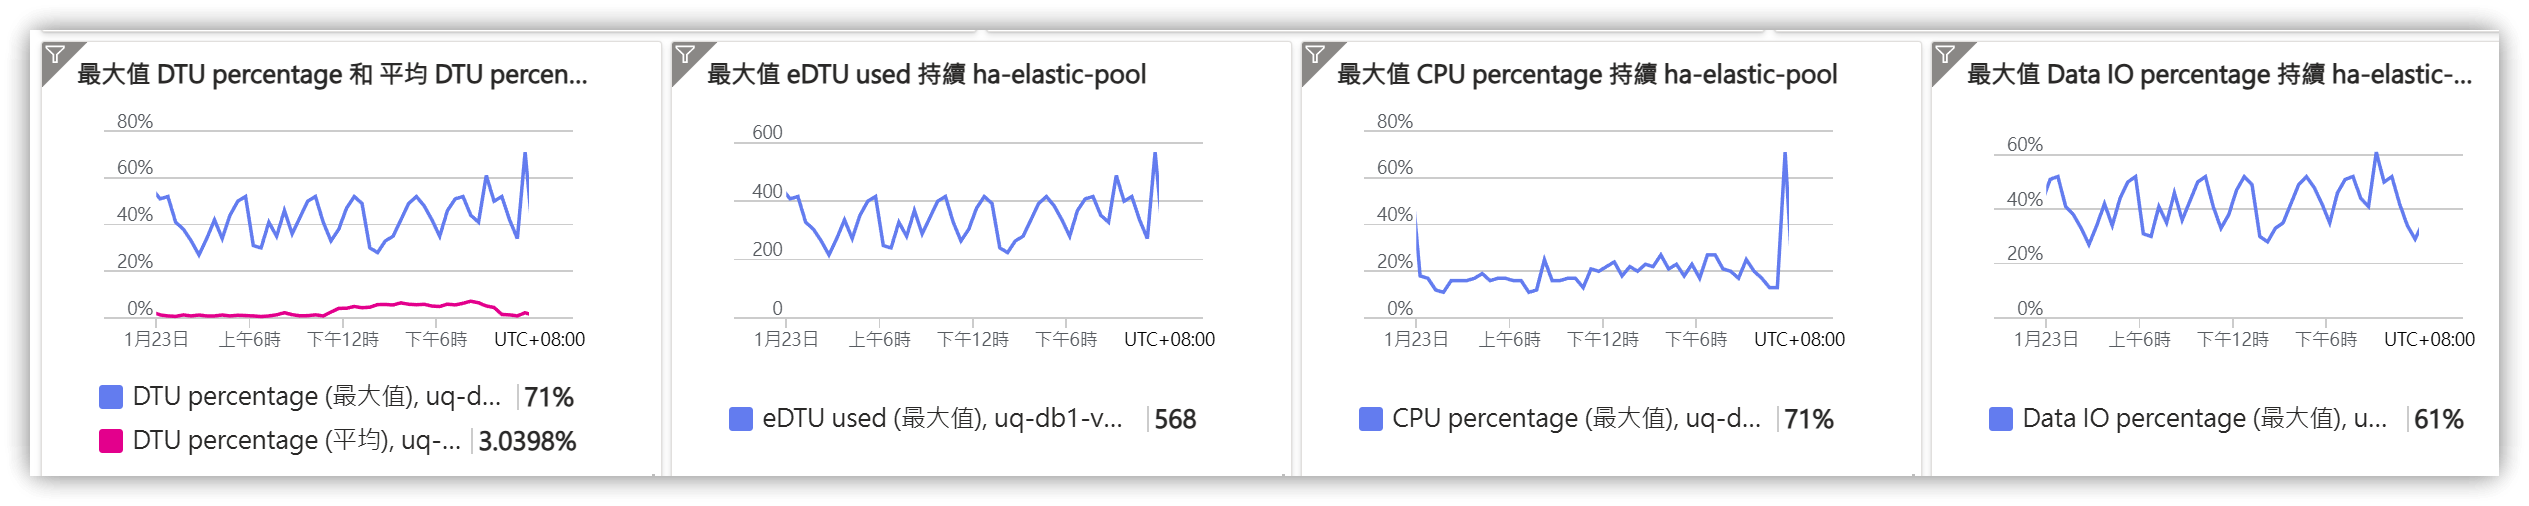 最大值 DTU percentage 和 平均 DTU percen...
80%
60%
40%
20%
0%
1月23日 上午6時 下午12時 下午6時 UTC+08:00
DTU percentage (最大值), uq-d... 71%
DTU percentage (平均), uq-... 3.0398%
最大值 eDTU used 持續 ha-elastic-pool
600
400
200
0
1月23日 上午6時 下午12時 下午6時 UTC+08:00
eDTU used (最大值), uq-db1-v... 568
最大值 CPU percentage 持續 ha-elastic-pool
80%
60%
40%
20%
0%
1月23日 上午6時 下午12時 下午6時 UTC+08:00
CPU percentage (最大值), uq-d... 71%
最大值 Data IO percentage 持續 ha-elastic-...
60%
40%
20%
0%
1月23日 上午6時 下午12時 下午6時 UTC+08:00
Data IO percentage (最大值), u... 61%